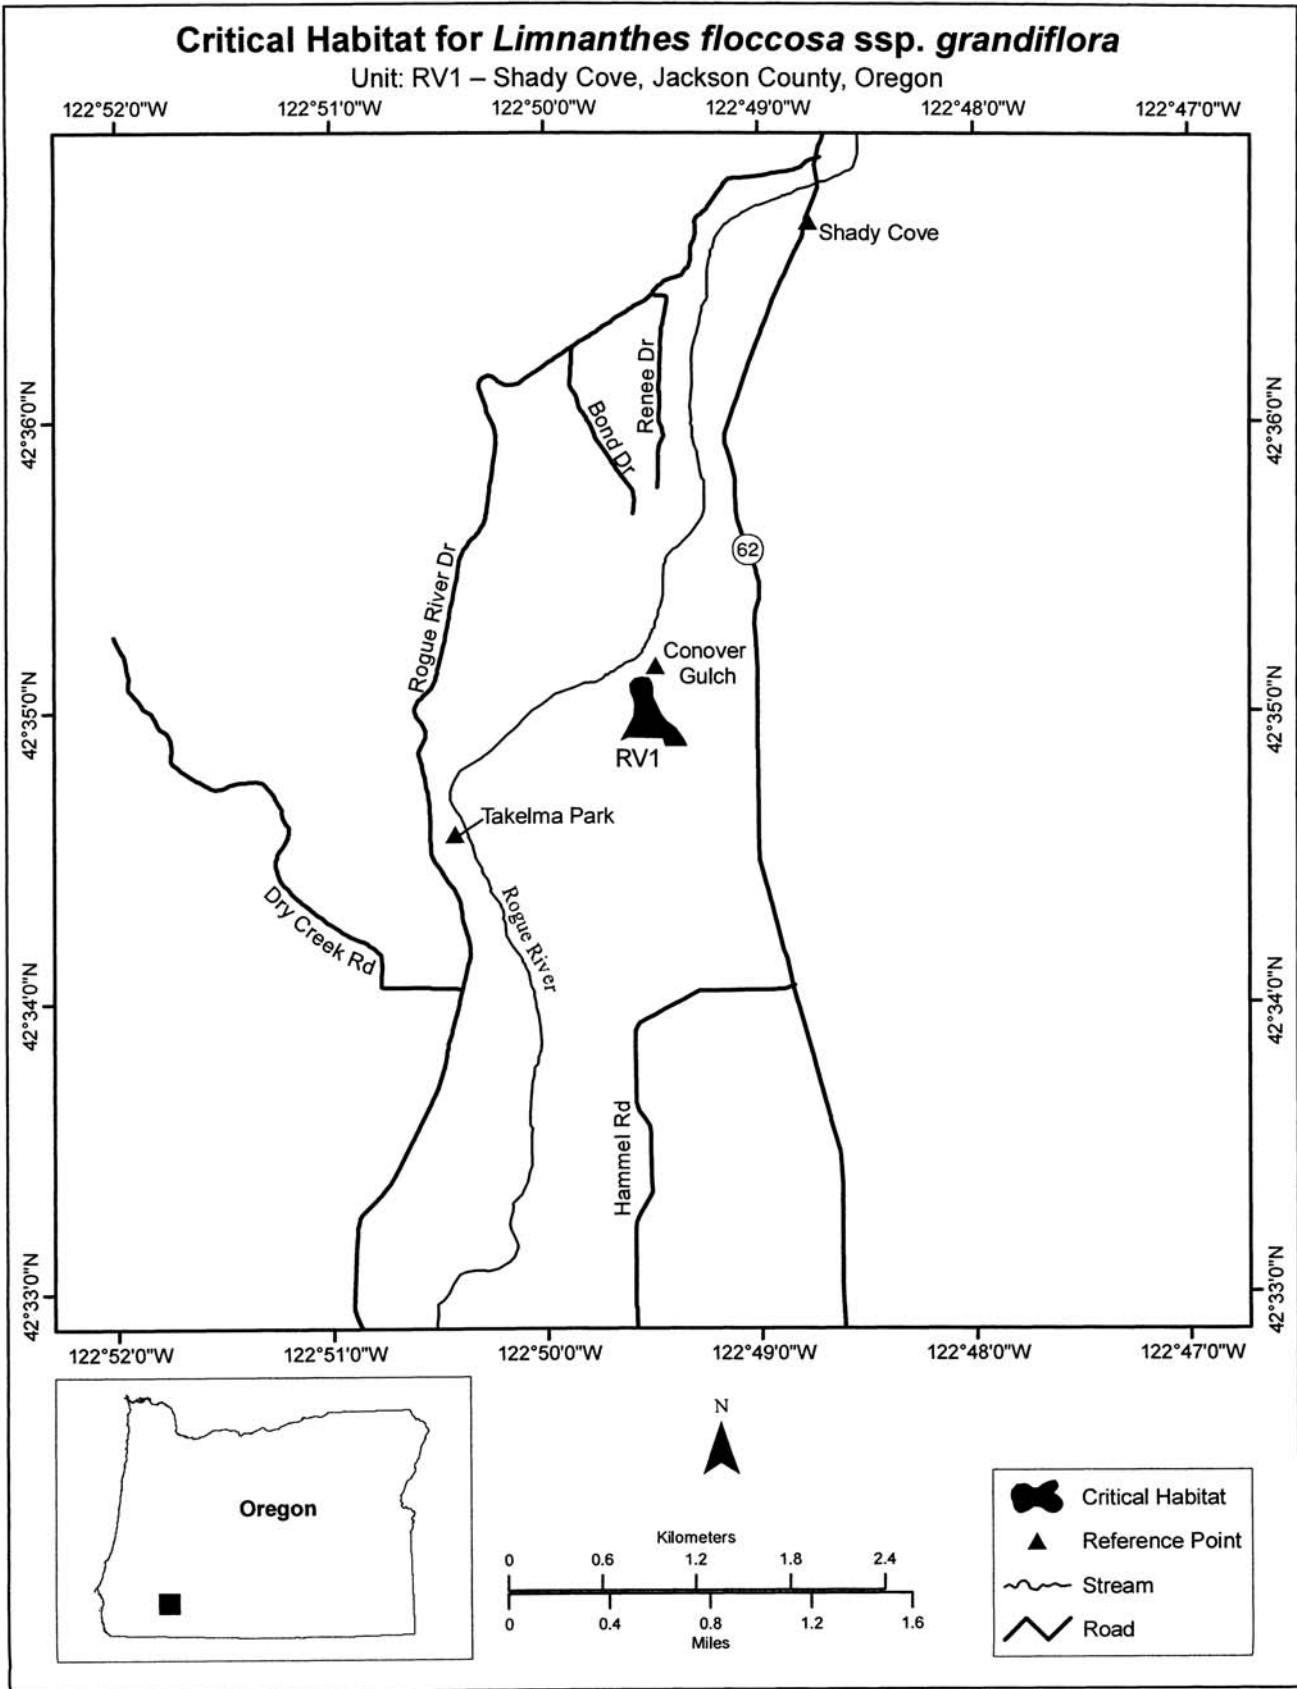 Critical Habitat for Limnanthes floccosa ssp. grandiflora
Unit: RV1 – Shady Cove, Jackson County, Oregon
122°52'0"W 122°51'0"W 122°50'0"W 122°49'0"W 122°48'0"W 122°47'0"W
Shady Cove
Renee Dr
Bond Dr
42°36'0"N
42°36'0"N
62
Rogue River Dr
Conover
Gulch
42°35'0"N
42°35'0"N
RV1
Takelma Park
Rogue River
Dry Creek Rd
42°34'0"N
42°34'0"N
Hammel Rd
42°33'0"N
42°33'0"N
122°52'0"W 122°51'0"W 122°50'0"W 122°49'0"W 122°48'0"W 122°47'0"W
Oregon
N
Kilometers
0 0.6 1.2 1.8 2.4
0 0.4 0.8 1.2 1.6
Miles
Critical Habitat
Reference Point
Stream
Road